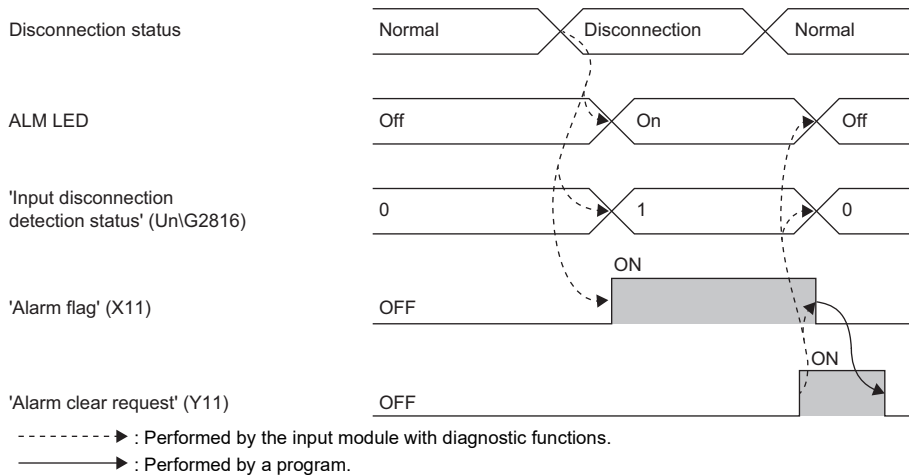 Disconnection status Normal Disconnection Normal
ALM LED Off On Off
'Input disconnection
detection status' (Un\G2816) 0 1 0
ON
'Alarm flag' (X11) OFF
ON
'Alarm clear request' (Y11) OFF
: Performed by the input module with diagnostic functions.
: Performed by a program.